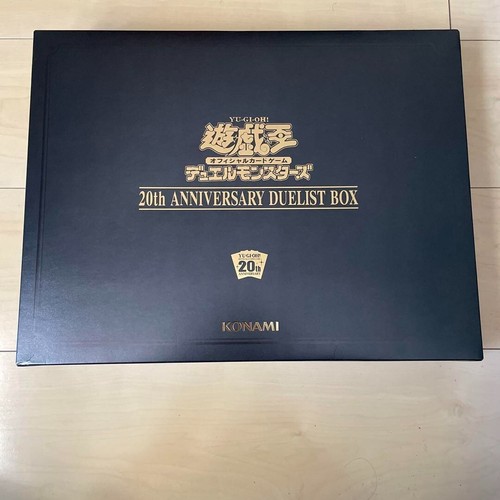 YU-GI-OH!
遊戯王
オフィシャルカードゲーム
デュエルモンスターズ
20th ANNIVERSARY DUELIST BOX
YU-GI-OH!
20th
ANNIVERSARY
KONAMI